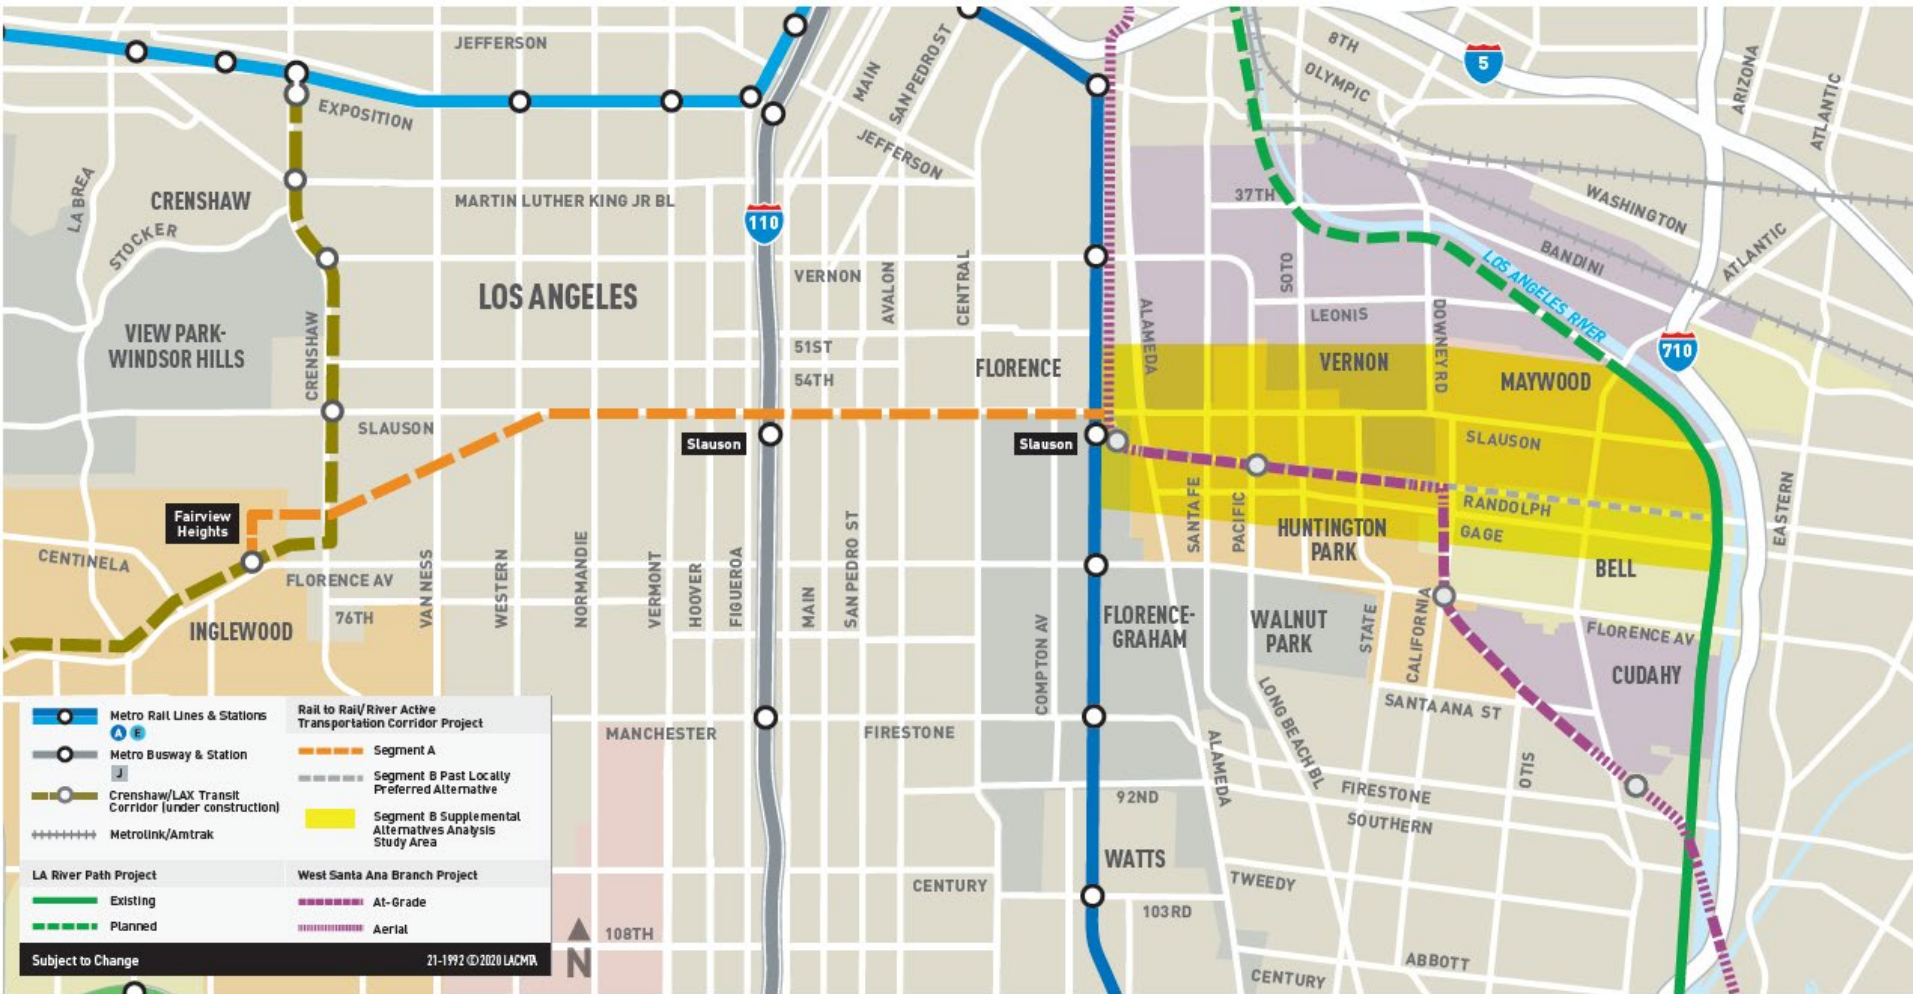 JEFFERSON
MAIN
SAN PEDRO ST
8TH
5
OLYMPIC
ARIZONA
ATLANTIC
EXPOSITION
JEFFERSON
LA BREA
CRENSHAW
MARTIN LUTHER KING JR BL
110
37TH
WASHINGTON
STOCKER
BANDINI
ATLANTIC
LOS ANGELES
VERNON
AVALON
CENTRAL
SOTO
LOS ANGELES RIVER
VIEW PARK-
WINDSOR HILLS
CRENSHAW
51ST
54TH
FLORENCE
ALAMEDA
LEONIS
VERNON
DOWNEY RD
MAYWOOD
710
SLAUSON
Slauson
Slauson
SLAUSON
Fairview
Heights
CENTINELA
FLORENCE AV
76TH
INGLEWOOD
VAN NESS
WESTERN
NORMANDIE
VERMONT
HOOVER
FIGUEROA
MAIN
SAN PEDRO ST
SANTA FE
PACIFIC
RANDOLPH
GAGE
EASTERN
HUNTINGTON
PARK
BELL
COMPTON AV
FLORENCE-
GRAHAM
WALNUT
PARK
STATE
CALIFORNIA
FLORENCE AV
CUDAHY
LONG BEACH BL
SANTA ANA ST
MANCHESTER
FIRESTONE
ALAMEDA
OTIS
92ND
FIRESTONE
SOUTHERN
WATTS
CENTURY
TWEEDY
103RD
108TH
N
ABBOTT
CENTURY
Metro Rail Lines & Stations
A E
Metro Busway & Station
J
Crenshaw/LAX Transit
Corridor (under construction)
Metrolink/Amtrak
Rail to Rail/River Active
Transportation Corridor Project
Segment A
Segment B Past Locally
Preferred Alternative
Segment B Supplemental
Alternatives Analysis
Study Area
LA River Path Project
Existing
Planned
West Santa Ana Branch Project
At-Grade
Aerial
Subject to Change
21-1992 ©2020 LACMTA